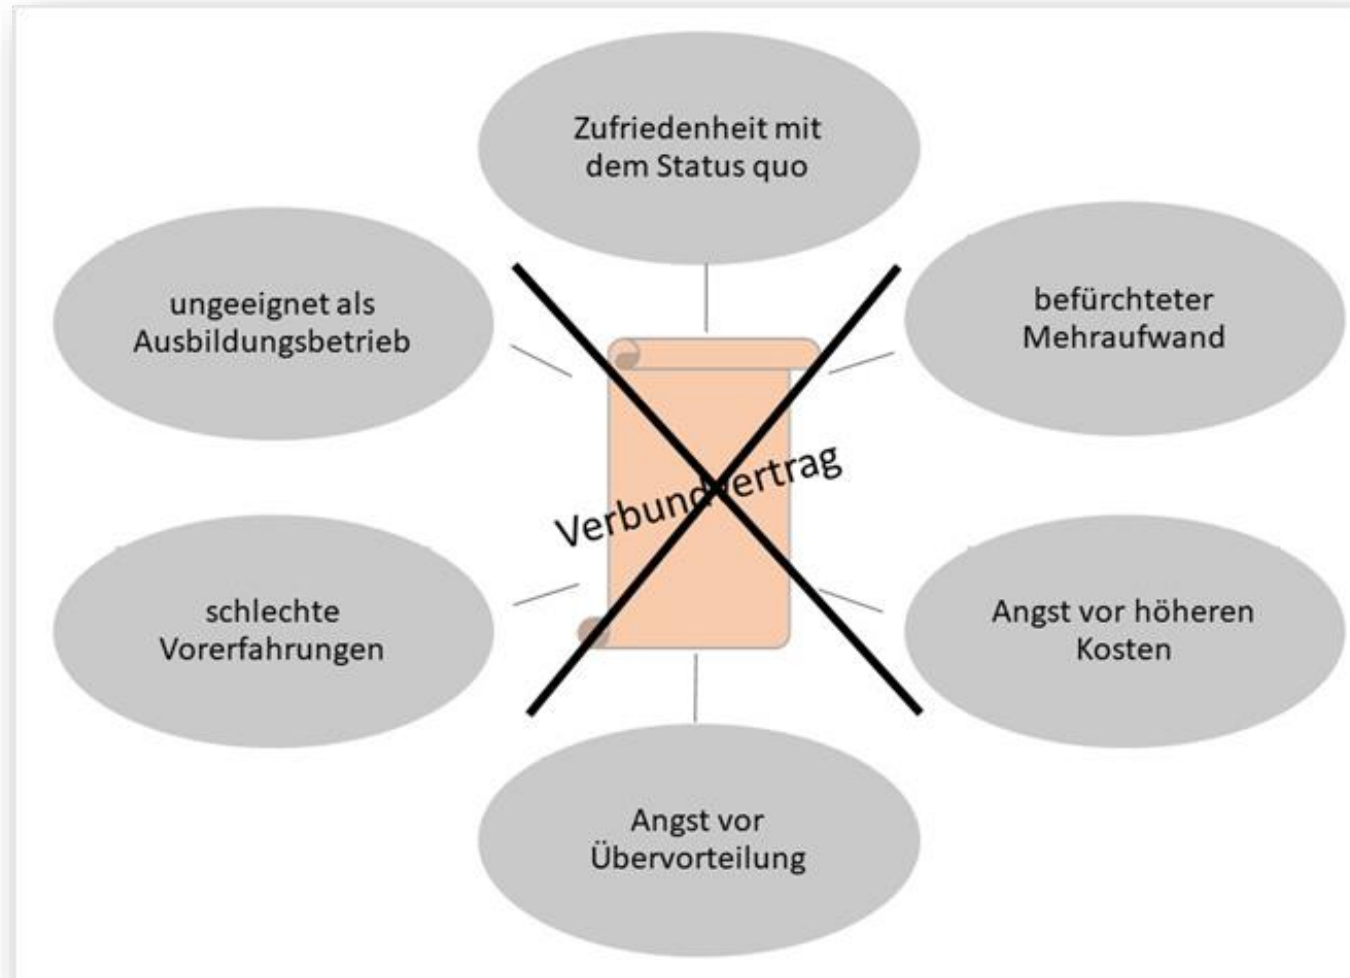 Zufriedenheit mit
dem Status quo
ungeeignet als
Ausbildungsbetrieb
befürchteter
Mehraufwand
Verbundvertrag
schlechte
Vorerfahrungen
Angst vor höheren
Kosten
Angst vor
Übervorteilung